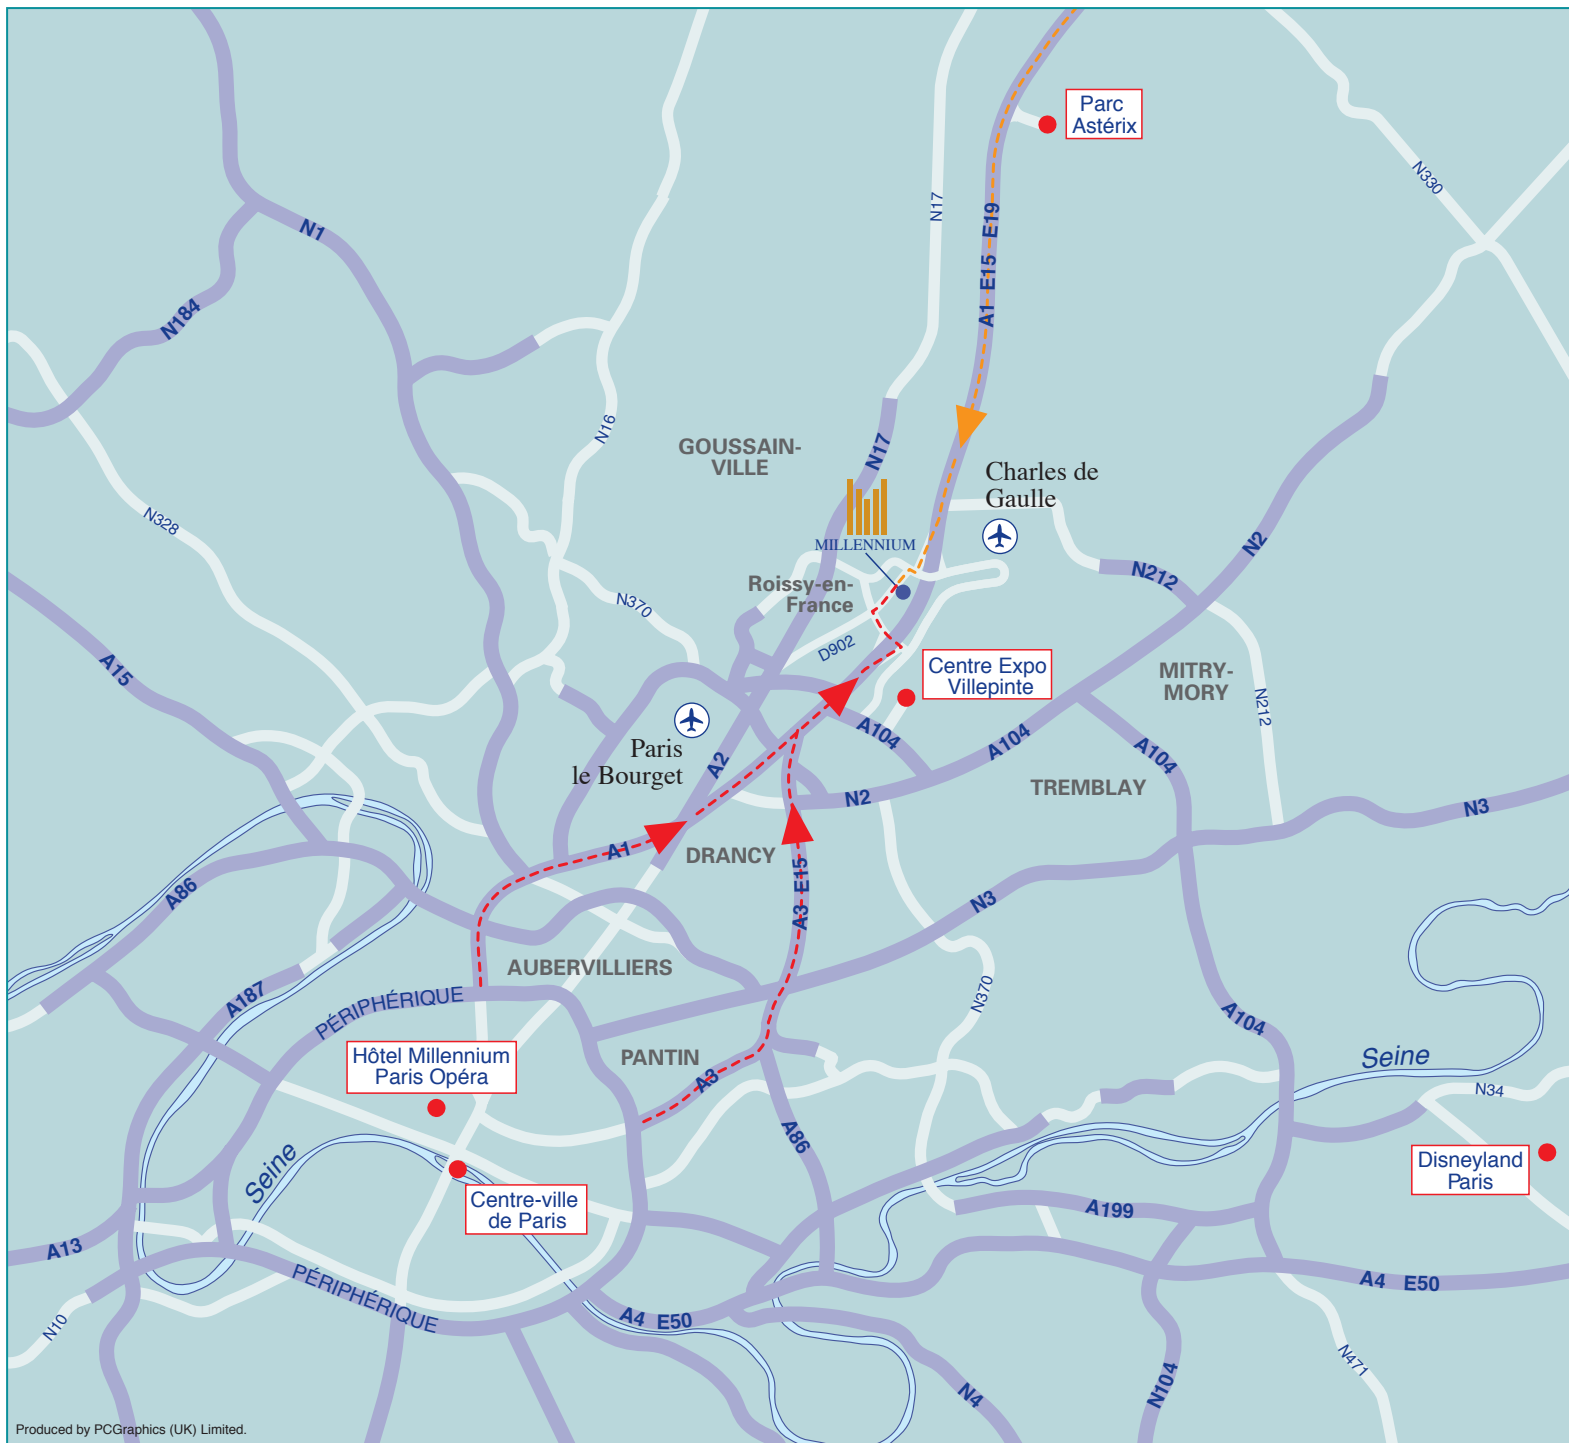 Parc
Astérix
N330
N17
A1 E15 E19
N1
N184
N16
GOUSSAIN-
VILLE
N17
Charles de
Gaulle
MILLENNIUM
N328
N2
N212
Roissy-en-
France
N370
D902
Centre Expo
Villepinte
MITRY-
MORY
N212
A15
Paris
le Bourget
A2
A104
A104
A104
TREMBLAY
N2
N3
A1
DRANCY
A86
A3 E15
N3
AUBERVILLIERS
A187
PÉRIPHÉRIQUE
N370
A104
Hôtel Millennium
Paris Opéra
PANTIN
A3
Seine
N34
A86
Seine
Disneyland
Paris
Centre-ville
de Paris
A199
A13
PÉRIPHÉRIQUE
A4 E50
A4 E50
N10
N471
N4
N104
Produced by PCGraphics (UK) Limited.